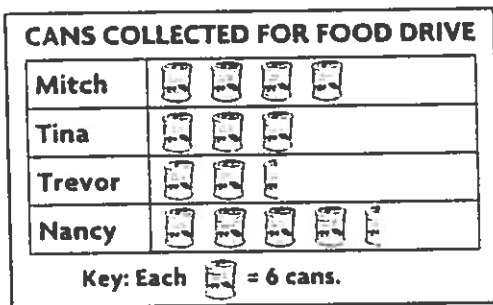 CANS COLLECTED FOR FOOD DRIVE
Mitch
Tina
Trevor
Nancy
Key: Each = 6 cans.